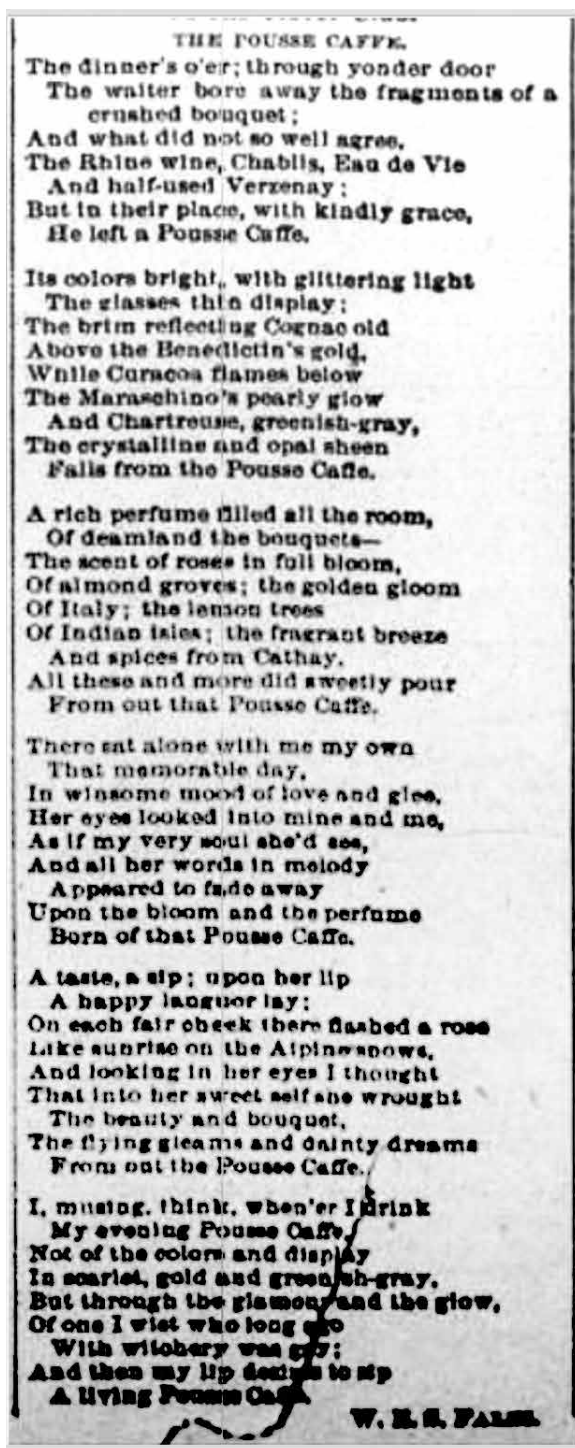 THE POUSSE CAFFE.
The dinner's o'er; through yonder door
The waiter bore away the fragments of a
crushed bouquet;
And what did not so well agree,
The Rhine wine, Chablis, Eau de Vie
And half-used Verzenay;
But in their place, with kindly grace,
He left a Pousse Caffe.
Its colors bright, with glittering light
The glasses thin display;
The brim reflecting Cognac old
Above the Benedictin's gold,
While Curacoa flames below
The Maraschino's pearly glow
And Chartreuse, greenish-gray,
The crystalline and opal sheen
Falls from the Pousse Caffe.
A rich perfume filled all the room,
Of deamland the bouquets—
The scent of roses in full bloom,
Of almond groves; the golden gloom
Of Italy; the lemon trees
Of Indian isles; the fragrant breeze
And spices from Cathay.
All these and more did sweetly pour
From out that Pousse Caffe.
There sat alone with me my own
That memorable day,
In winsome mood of love and glee,
Her eyes looked into mine and me,
As if my very soul she'd see,
And all her words in melody
Appeared to fade away
Upon the bloom and the perfume
Born of that Pousse Caffe.
A taste, a sip; upon her lip
A happy languor lay;
On each fair cheek there flashed a rose
Like sunrise on the Alpine snows,
And looking in her eyes I thought
That into her sweet self she wrought
The beauty and bouquet,
The flying gleams and dainty dreams
From out the Pousse Caffe.
I, musing, think, when'er I drink
My evening Pousse Caffe,
Not of the colors and display
In scarlet, gold and greenish-gray,
But through the glamour and the glow,
Of one I wist who long ago
With witchery was gay;
And then my lip desires to sip
A living Pousse Caffe.
W. E. S. FALES.